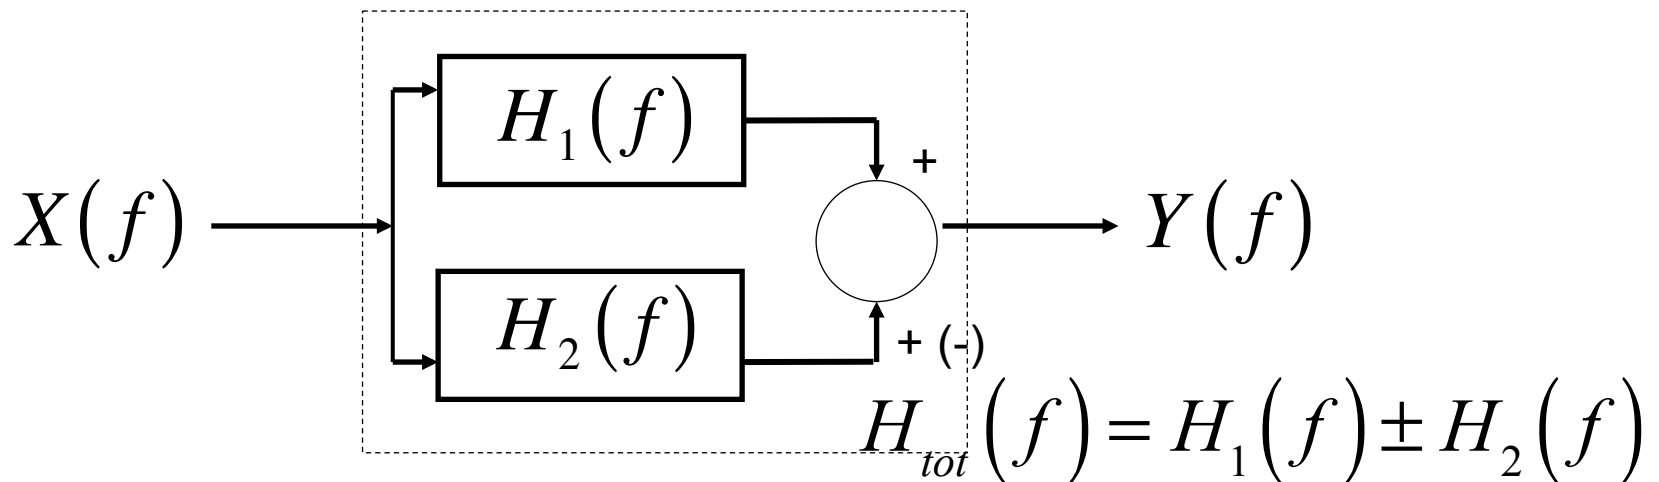 H₁(f)
+
X(f)
Y(f)
H₂(f)
+ (-)
Hₜₒₜ(f) = H₁(f) ± H₂(f)